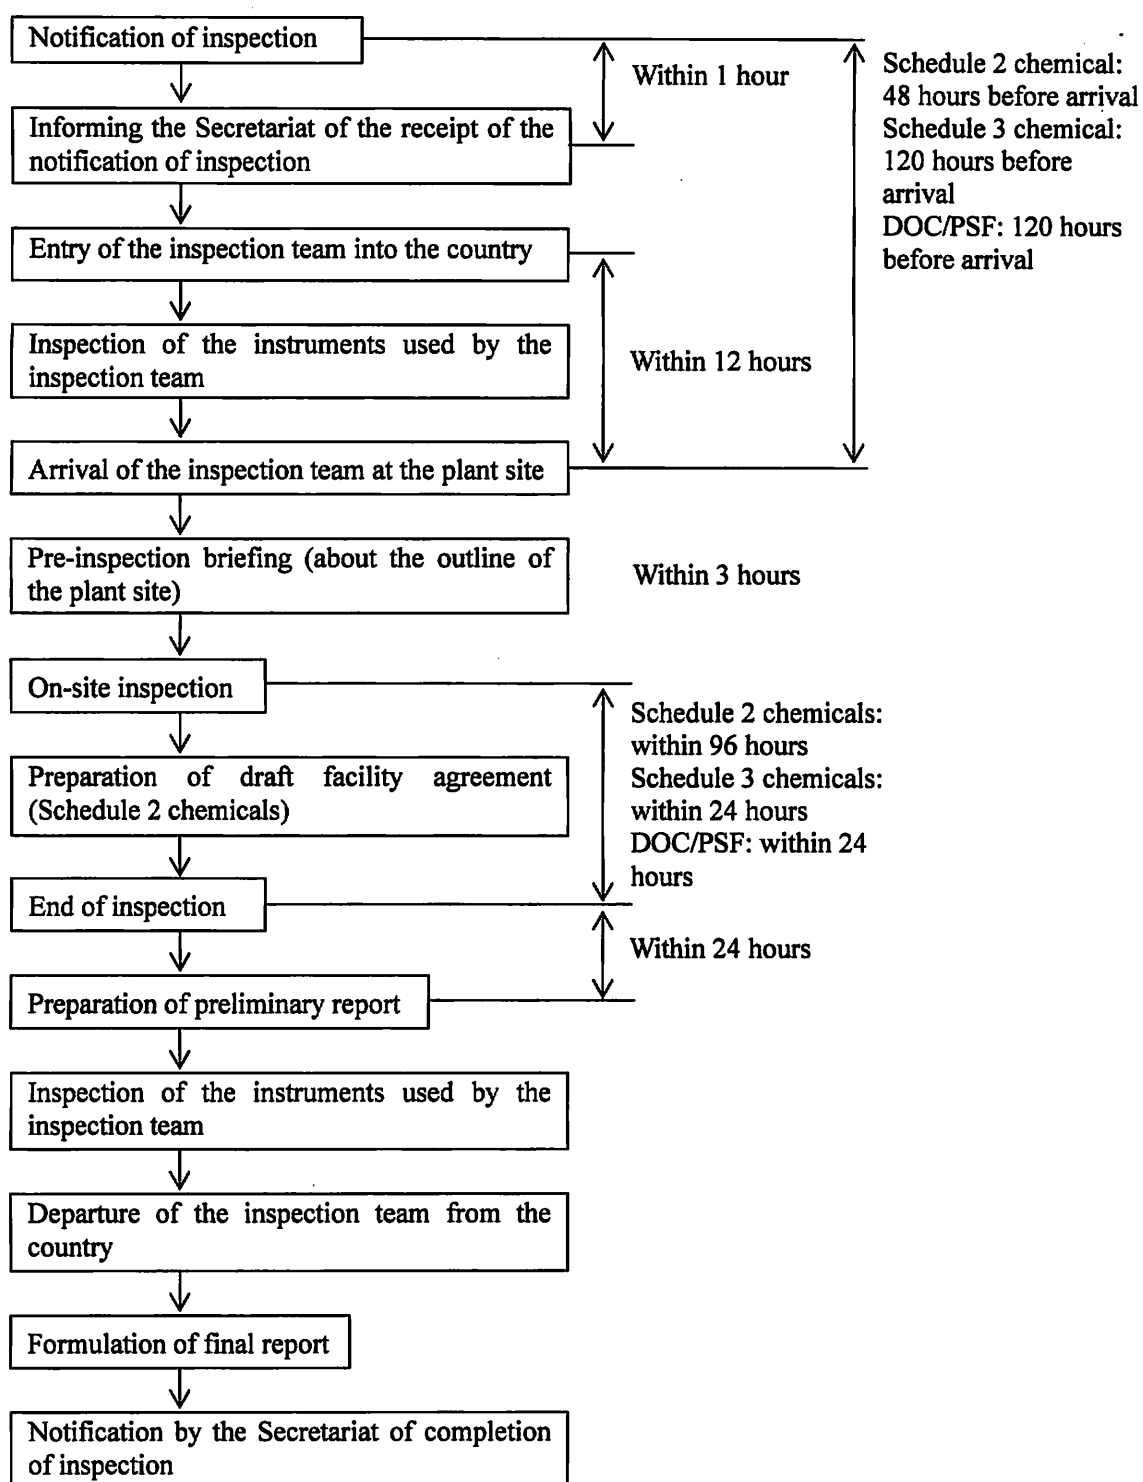 Notification of inspection
Within 1 hour
Schedule 2 chemical:
48 hours before arrival
Schedule 3 chemical:
120 hours before
arrival
DOC/PSF: 120 hours
before arrival
Informing the Secretariat of the receipt of the
notification of inspection
Entry of the inspection team into the country
Inspection of the instruments used by the
inspection team
Within 12 hours
Arrival of the inspection team at the plant site
Pre-inspection briefing (about the outline of
the plant site)
Within 3 hours
On-site inspection
Schedule 2 chemicals:
within 96 hours
Schedule 3 chemicals:
within 24 hours
DOC/PSF: within 24
hours
Preparation of draft facility agreement
(Schedule 2 chemicals)
End of inspection
Within 24 hours
Preparation of preliminary report
Inspection of the instruments used by the
inspection team
Departure of the inspection team from the
country
Formulation of final report
Notification by the Secretariat of completion
of inspection